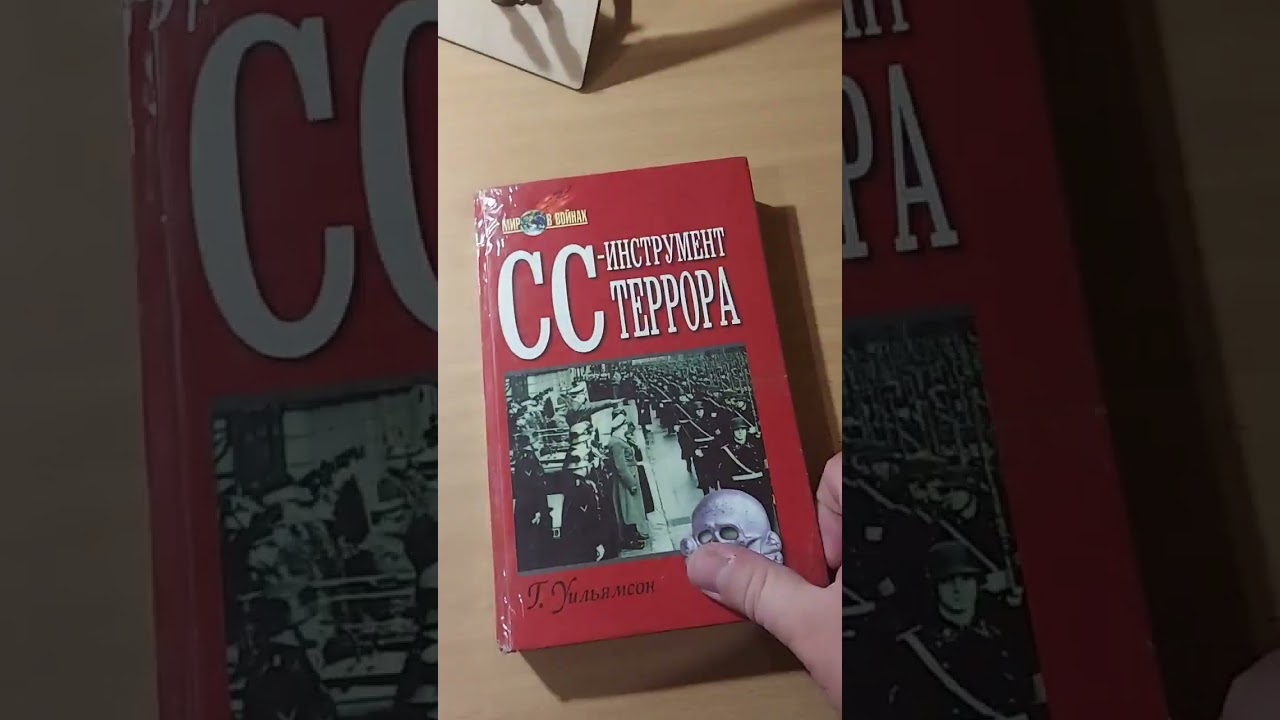 МИР В ВОЙНАХ
СС-ИНСТРУМЕНТ
ТЕРРОРА
Г. Уильямсон